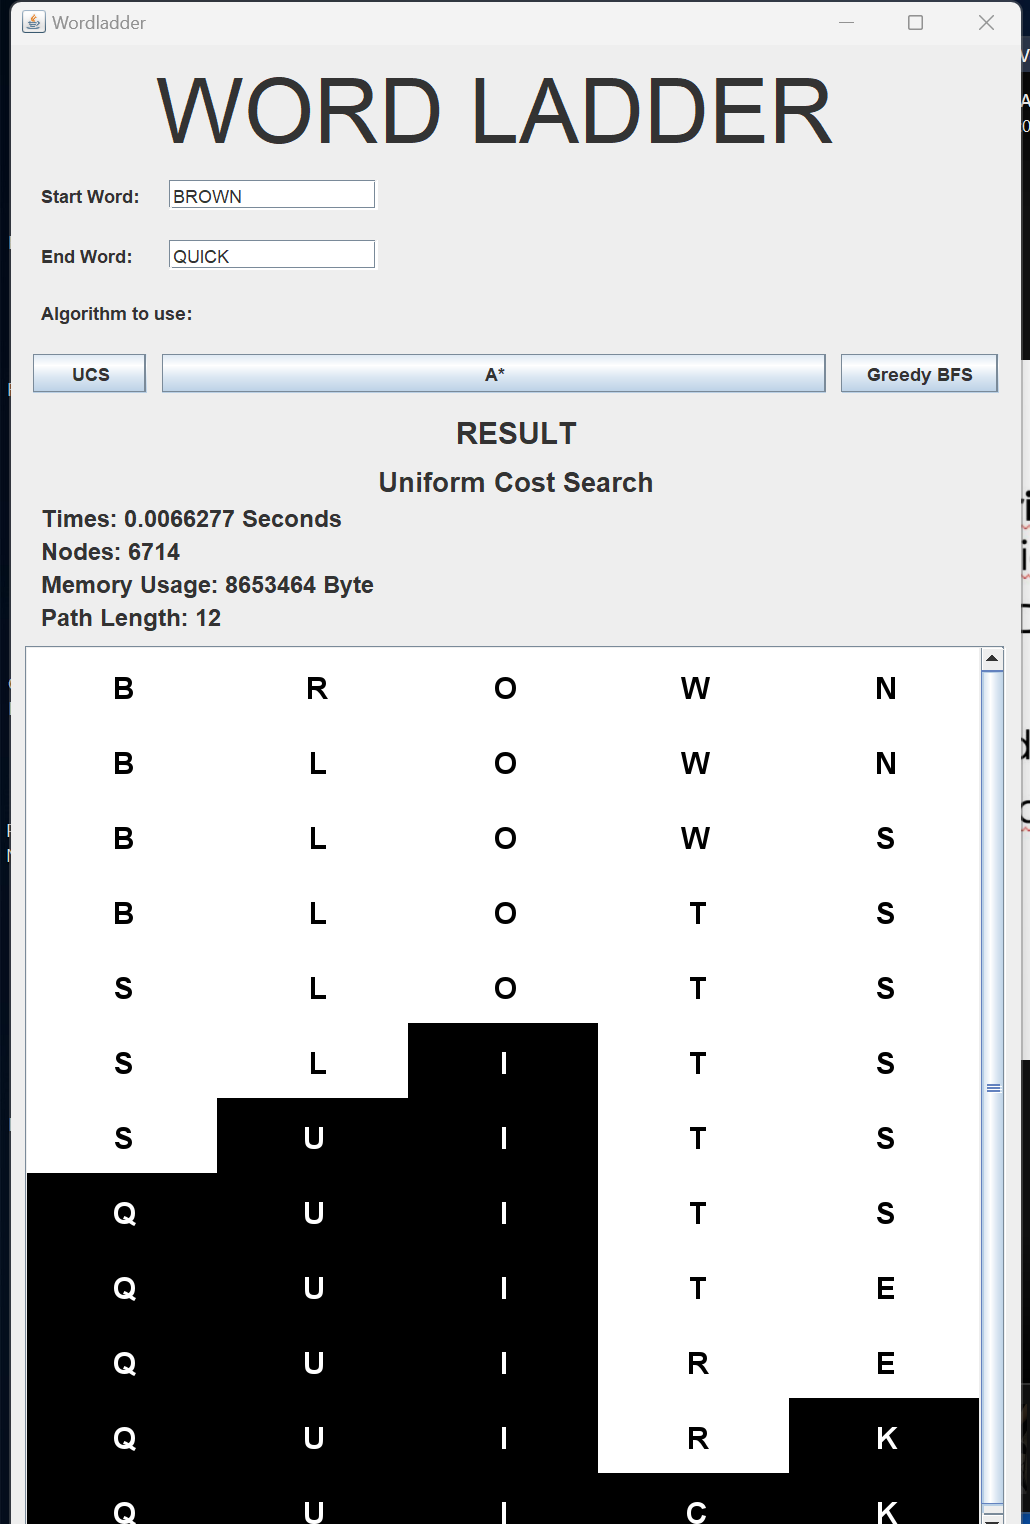 Wordladder
WORD LADDER
Start Word: BROWN
End Word: QUICK
Algorithm to use:
UCS A* Greedy BFS
RESULT
Uniform Cost Search
Times: 0.0066277 Seconds
Nodes: 6714
Memory Usage: 8653464 Byte
Path Length: 12
B R O W N
B L O W N
B L O W S
B L O T S
S L O T S
S L I T S
S U I T S
Q U I T S
Q U I T E
Q U I R E
Q U I R K
Q U I C K